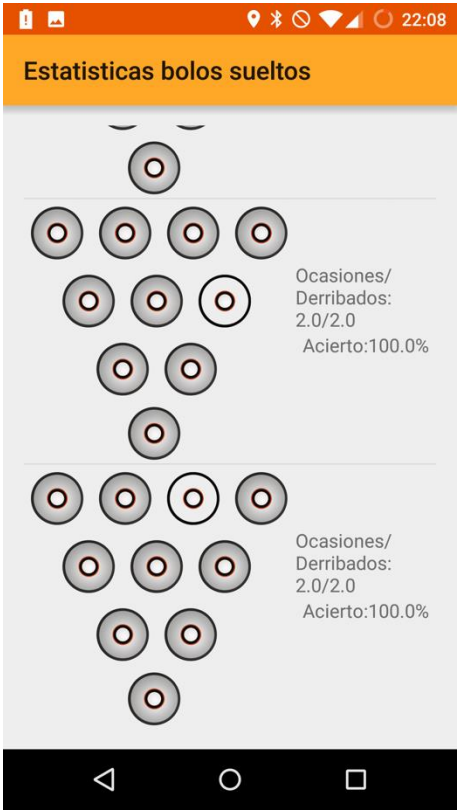 22:08
Estatisticas bolos sueltos
Ocasiones/
Derribados:
2.0/2.0
Acierto:100.0%
Ocasiones/
Derribados:
2.0/2.0
Acierto:100.0%